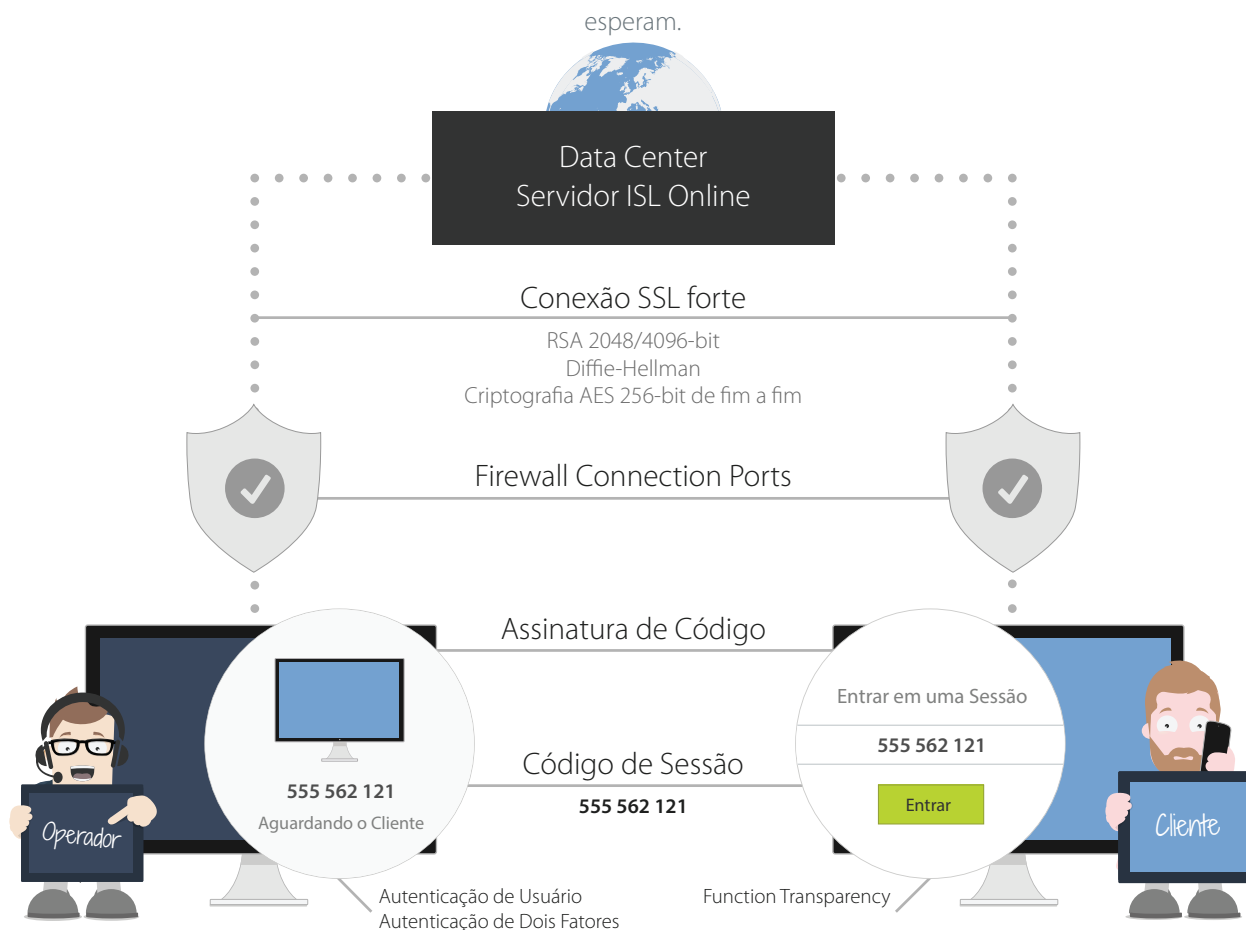 esperam.
Data Center
Servidor ISL Online
Conexão SSL forte
RSA 2048/4096-bit
Diffie-Hellman
Criptografia AES 256-bit de fim a fim
Firewall Connection Ports
Assinatura de Código
Entrar em uma Sessão
555 562 121
Entrar
Código de Sessão
555 562 121
555 562 121
Aguardando o Cliente
Operador
Cliente
Autenticação de Usuário
Autenticação de Dois Fatores
Function Transparency